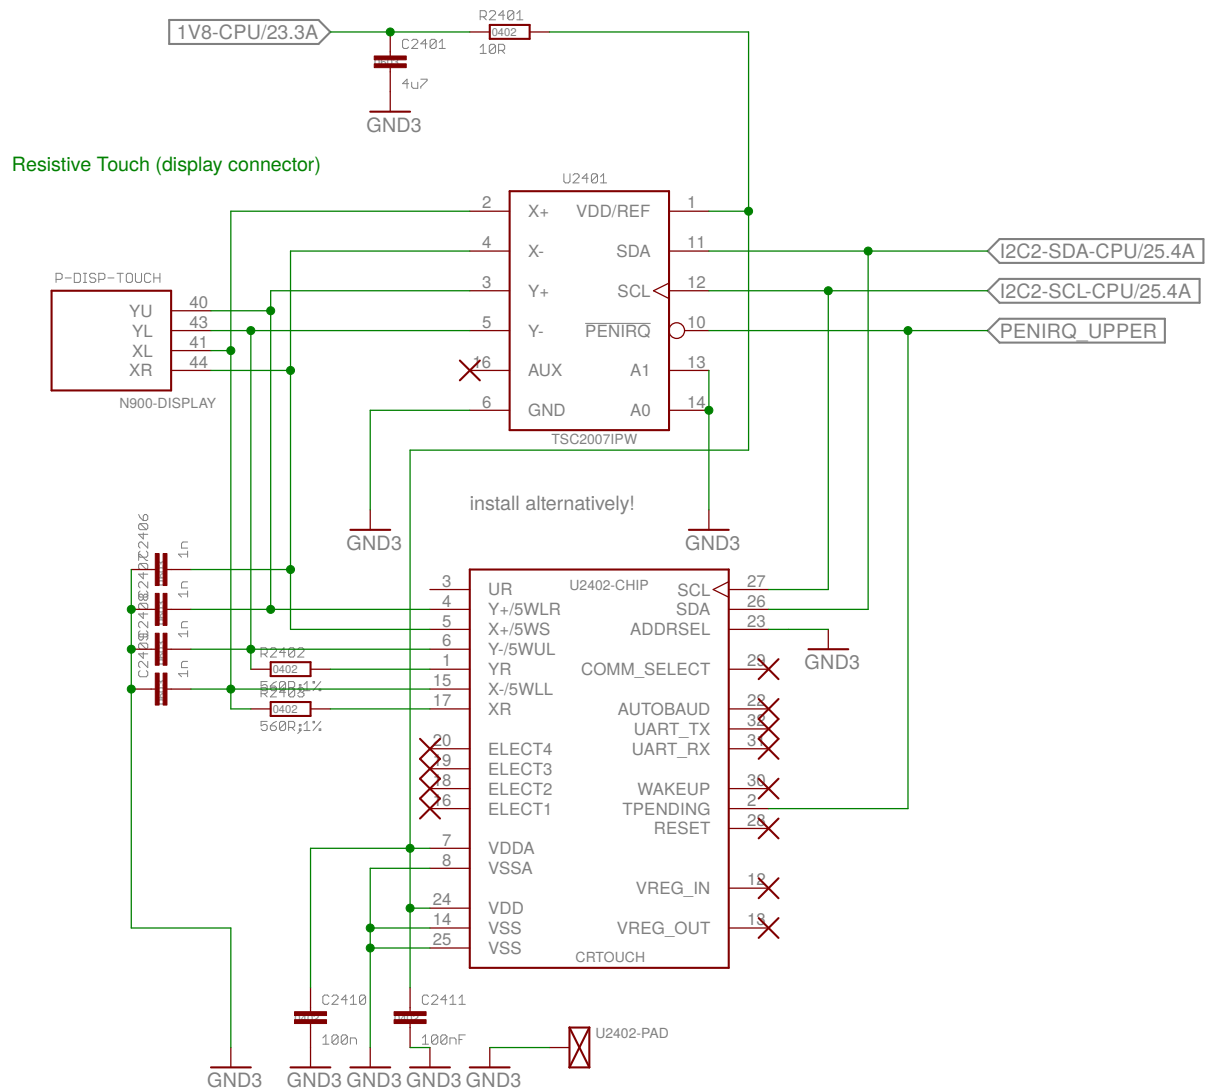 R2401
1V8-CPU/23.3A
0402
10R
C2401
4u7
GND3
Resistive Touch (display connector)
U2401
2 X+ VDD/REF 1
4 X- SDA 11 I2C2-SDA-CPU/25.4A
P-DISP-TOUCH
3 Y+ SCL 12 I2C2-SCL-CPU/25.4A
YU 40
YL 43 5 Y- PENIRQ 10 PENIRQ_UPPER
XL 41
XR 44 16 AUX A1 13
N900-DISPLAY
6 GND A0 14
TSC2007IPW
install alternatively!
GND3 GND3
C2406 1n
C2407 1n
C2408 1n
C2409 1n
U2402-CHIP
3 UR SCL 27
4 Y+/5WLR SDA 26
5 X+/5WS ADDRSEL 23
6 Y-/5WUL
GND3
R2402
0402
560R;1%
1 YR COMM_SELECT 29
15 X-/5WLL
R2403
0402
560R;1%
17 XR AUTOBAUD 22
UART_TX 32
20 ELECT4 UART_RX 31
19 ELECT3
18 ELECT2 WAKEUP 30
16 ELECT1 TPENDING 2
RESET 28
7 VDDA
8 VSSA
VREG_IN 12
24 VDD
14 VSS VREG_OUT 13
25 VSS
CRTOUCH
C2410 C2411
100n 100nF
U2402-PAD
GND3 GND3 GND3 GND3 GND3